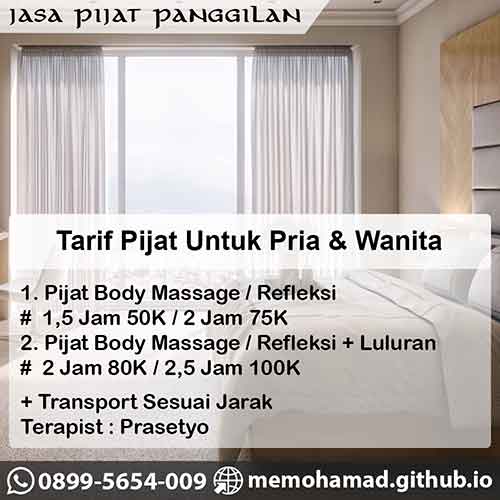 Jasa Pijat Panggilan
Tarif Pijat Untuk Pria & Wanita
1. Pijat Body Massage / Refleksi
# 1,5 Jam 50K / 2 Jam 75K
2. Pijat Body Massage / Refleksi + Luluran
# 2 Jam 80K / 2,5 Jam 100K
+ Transport Sesuai Jarak
Terapist : Prasetyo
0899-5654-009 memohamad.github.io